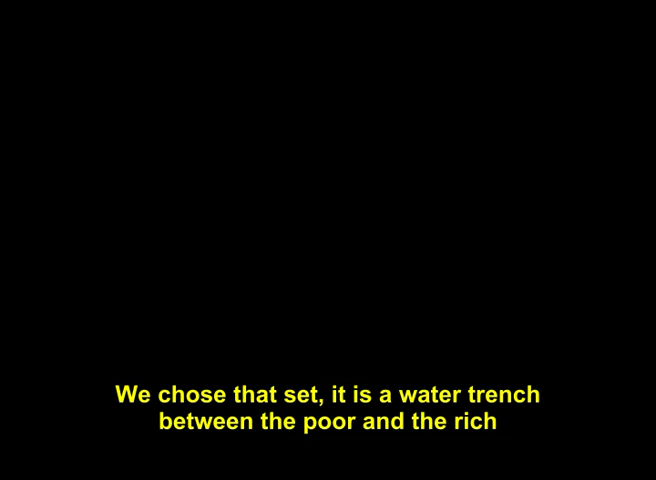 We chose that set, it is a water trench
between the poor and the rich